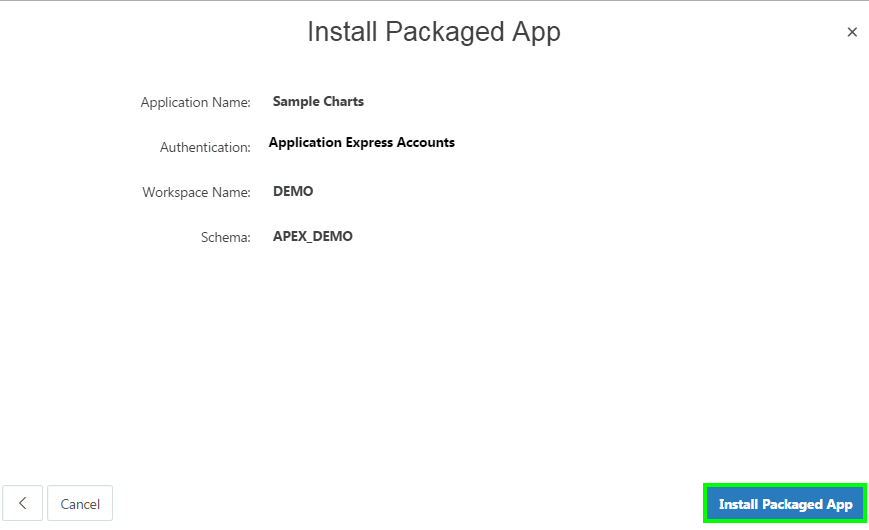 Install Packaged App
Application Name: Sample Charts
Authentication: Application Express Accounts
Workspace Name: DEMO
Schema: APEX_DEMO
Cancel
Install Packaged App